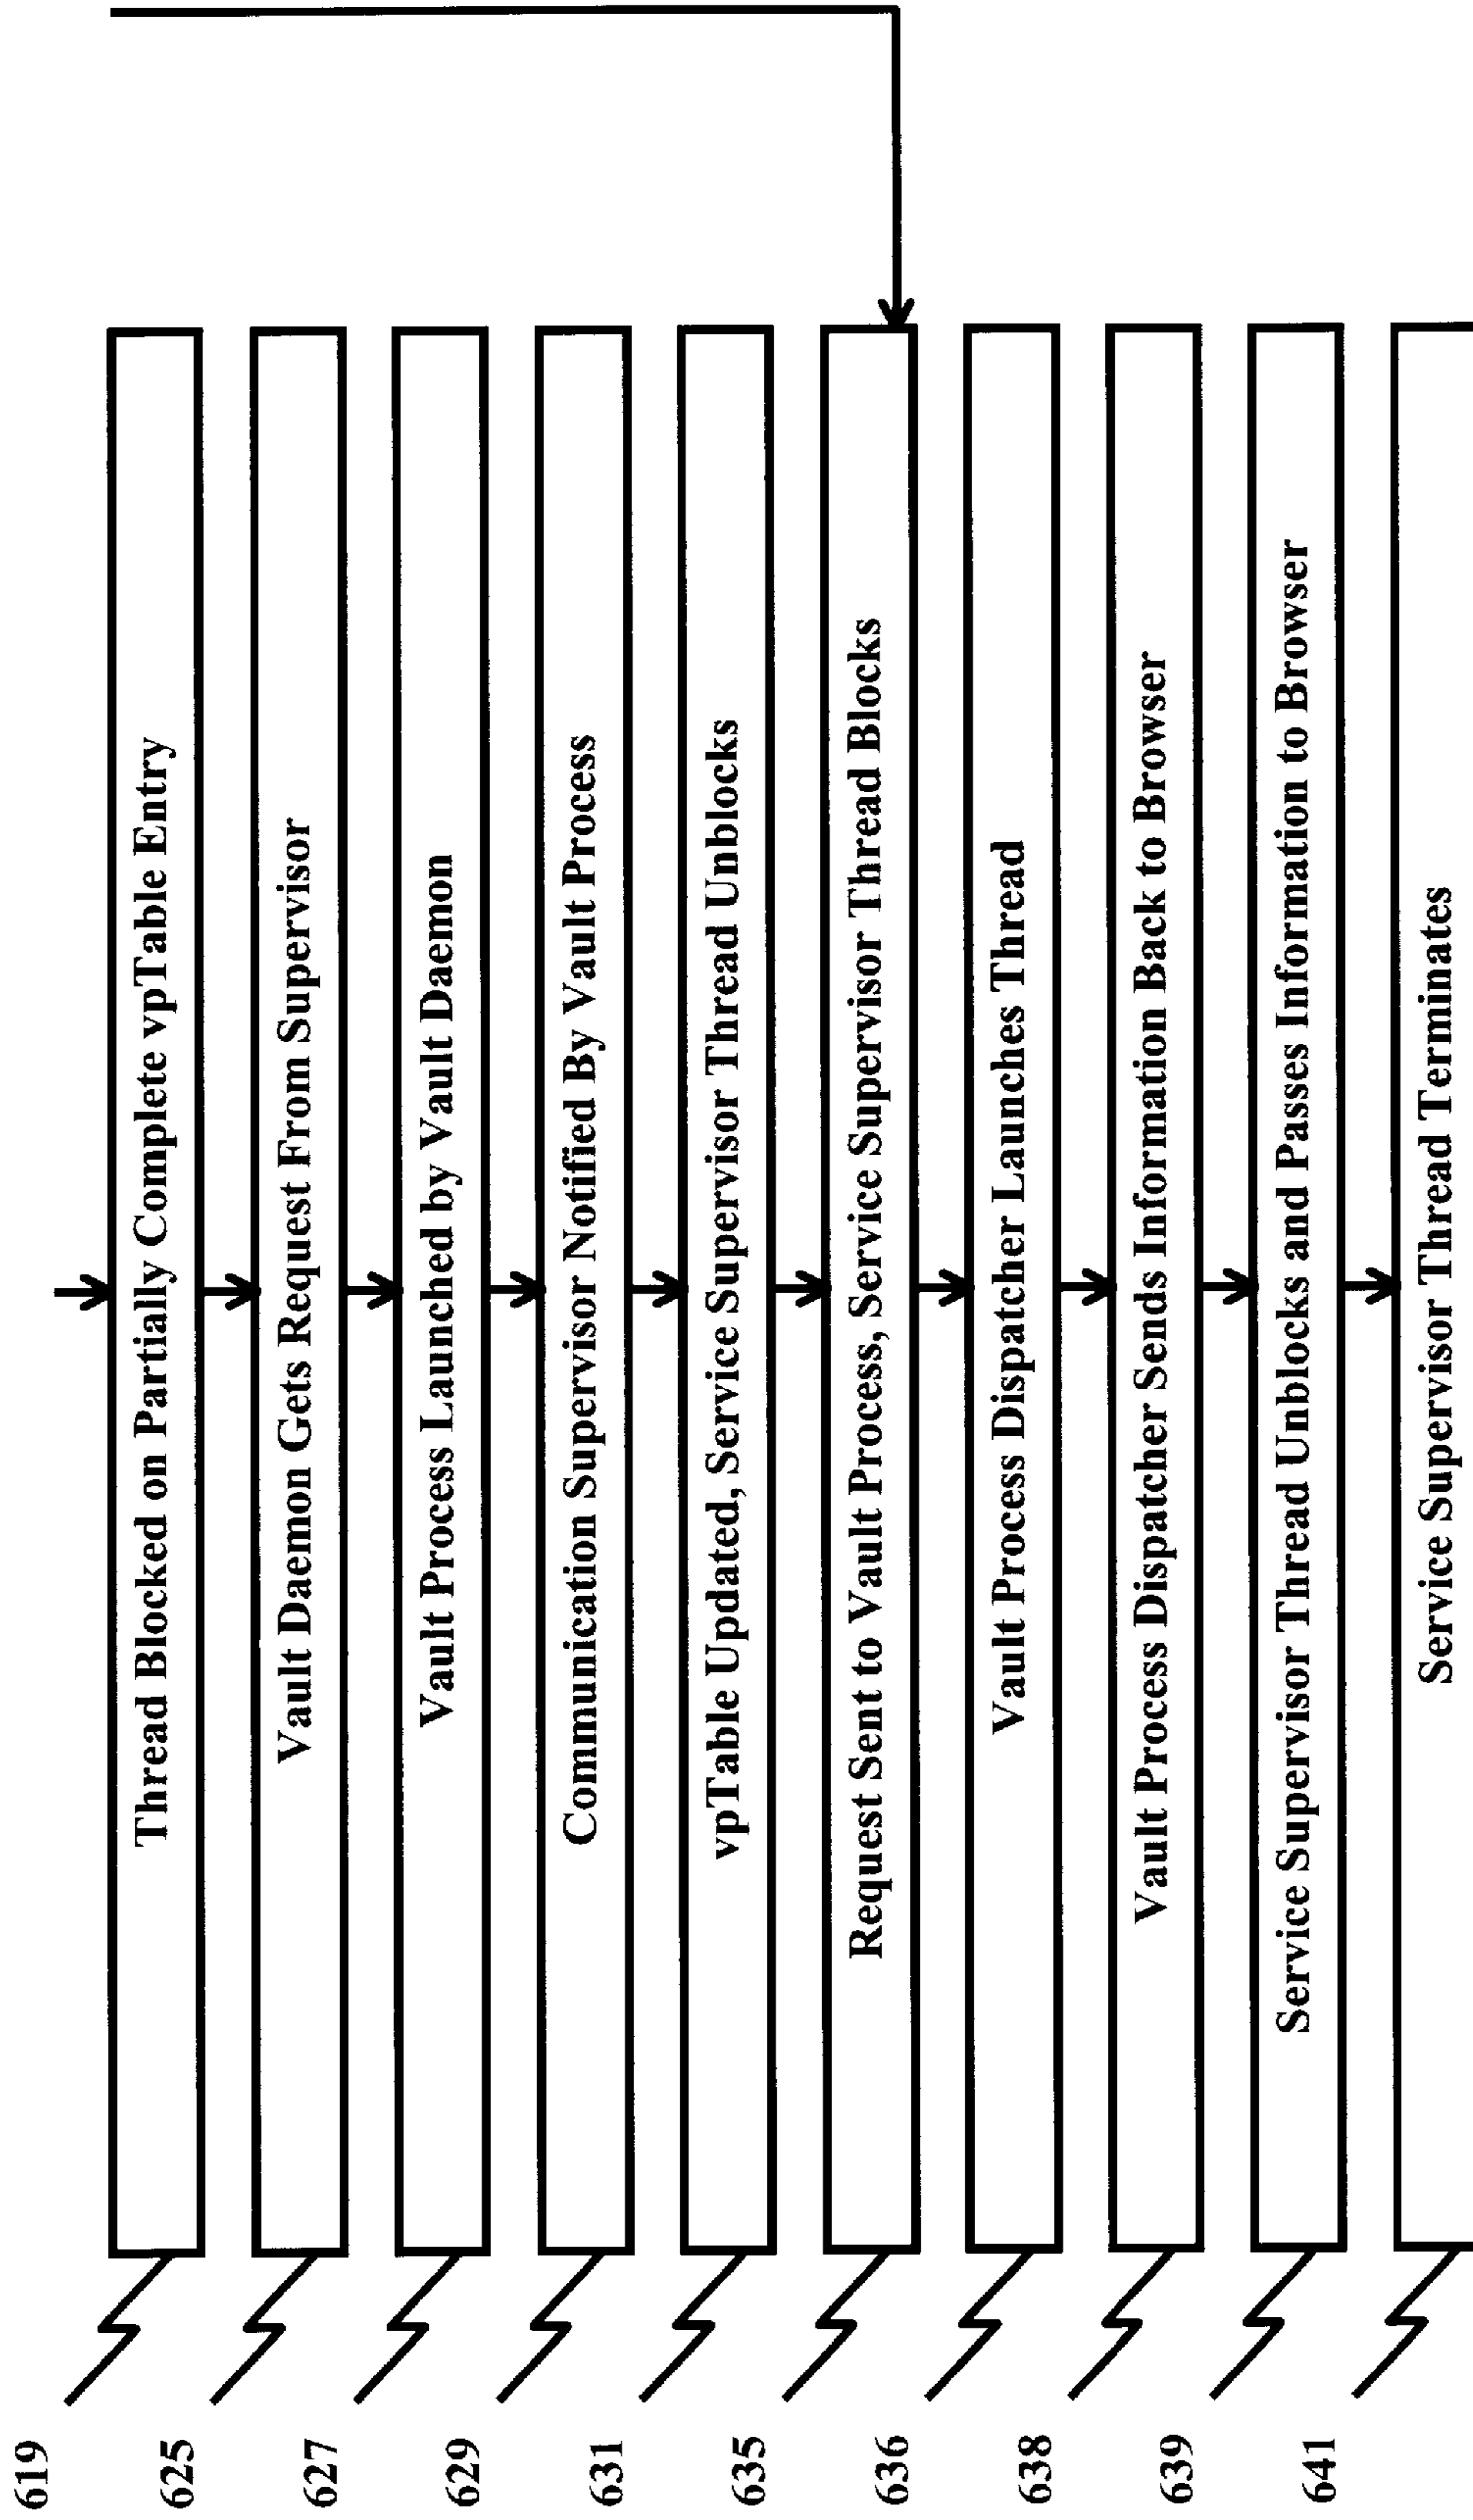 619
Thread Blocked on Partially Complete vpTable Entry
625
Vault Daemon Gets Request From Supervisor
627
Vault Process Launched by Vault Daemon
629
Communication Supervisor Notified By Vault Process
631
vpTable Updated, Service Supervisor Thread Unblocks
635
Request Sent to Vault Process, Service Supervisor Thread Blocks
636
Vault Process Dispatcher Launches Thread
638
Vault Process Dispatcher Sends Information Back to Browser
639
Service Supervisor Thread Unblocks and Passes Information to Browser
641
Service Supervisor Thread Terminates